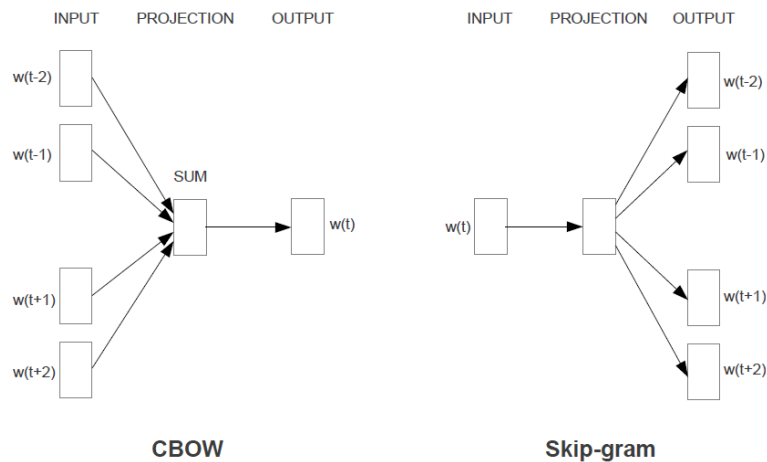 INPUT PROJECTION OUTPUT
w(t-2)
w(t-1)
SUM
w(t)
w(t+1)
w(t+2)
CBOW
INPUT PROJECTION OUTPUT
w(t-2)
w(t-1)
w(t)
w(t+1)
w(t+2)
Skip-gram